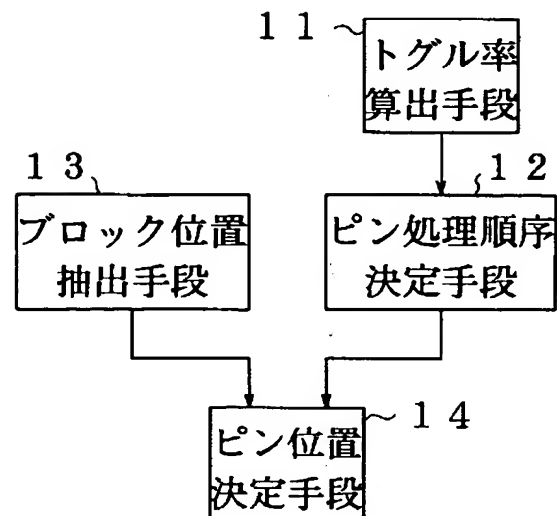 １１
トグル率
算出手段
１３
ブロック位置
抽出手段
１２
ピン処理順序
決定手段
ピン位置
決定手段
１４